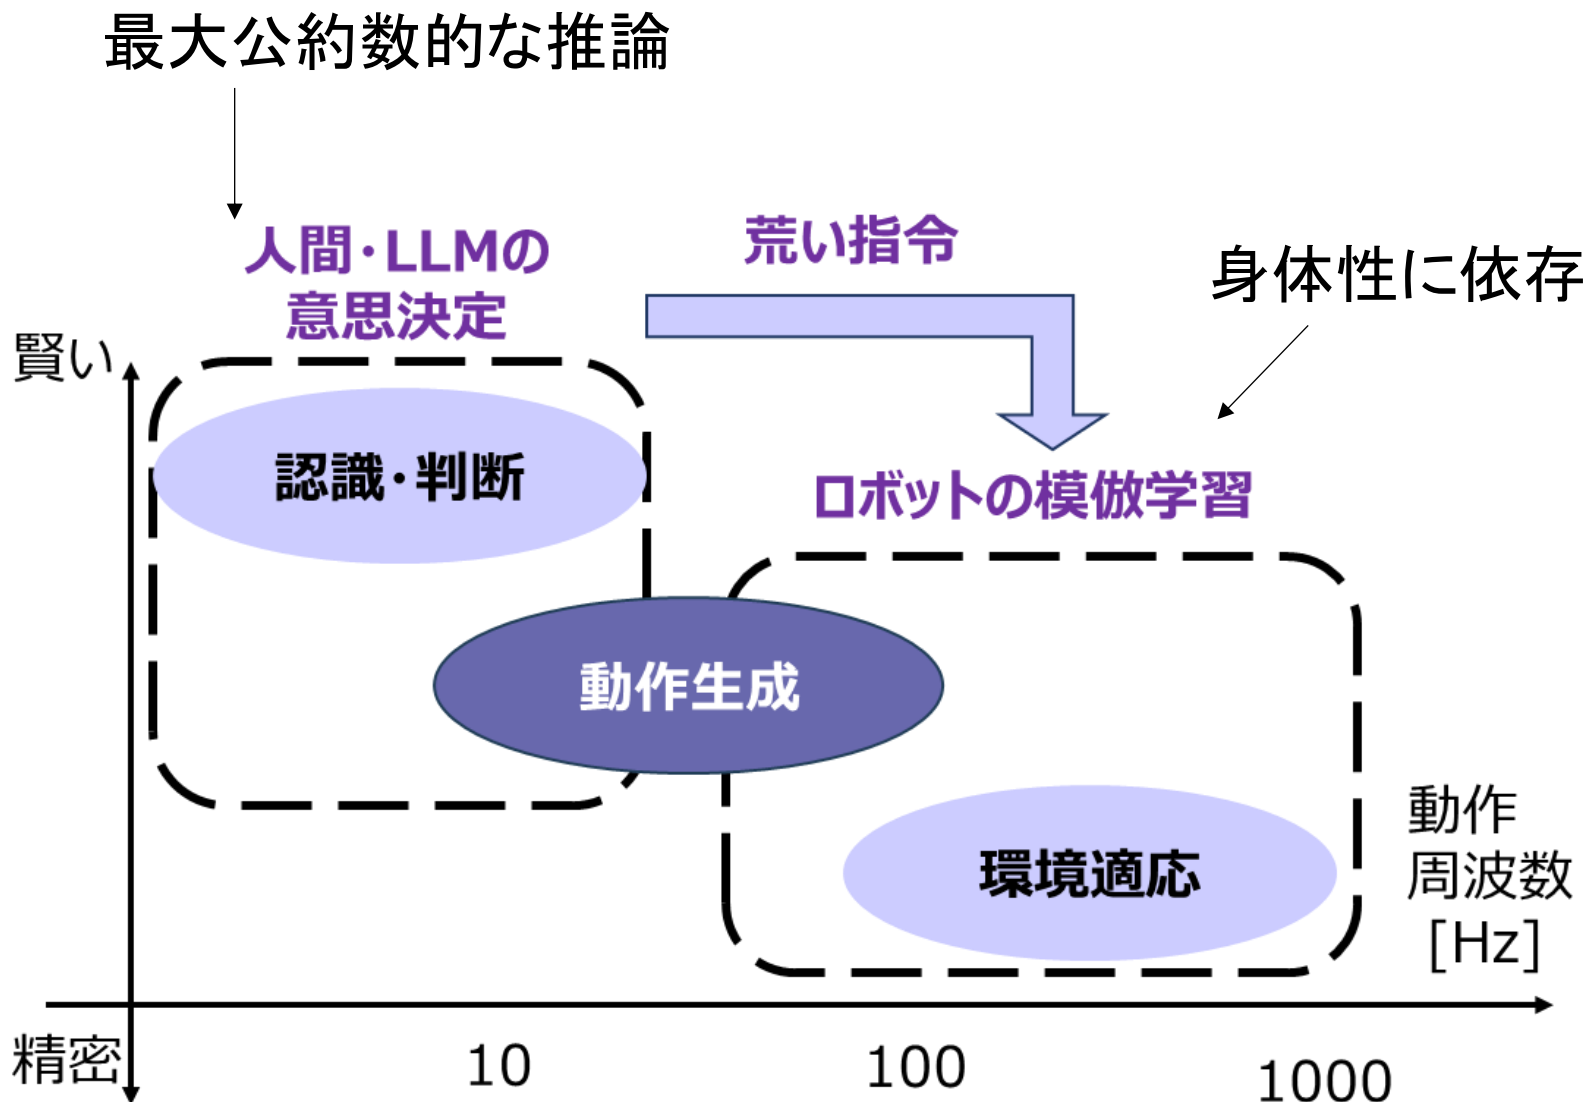 最大公約数的な推論
人間・LLMの
意思決定
荒い指令
身体性に依存
賢い
認識・判断
ロボットの模倣学習
動作生成
環境適応
動作
周波数
[Hz]
精密
10
100
1000